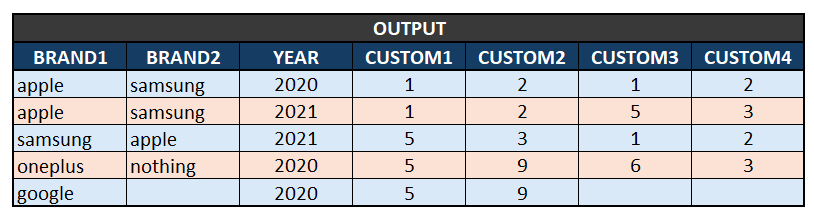 OUTPUT
BRAND1 BRAND2 YEAR CUSTOM1 CUSTOM2 CUSTOM3 CUSTOM4
apple samsung 2020 1 2 1 2
apple samsung 2021 1 2 5 3
samsung apple 2021 5 3 1 2
oneplus nothing 2020 5 9 6 3
google 2020 5 9